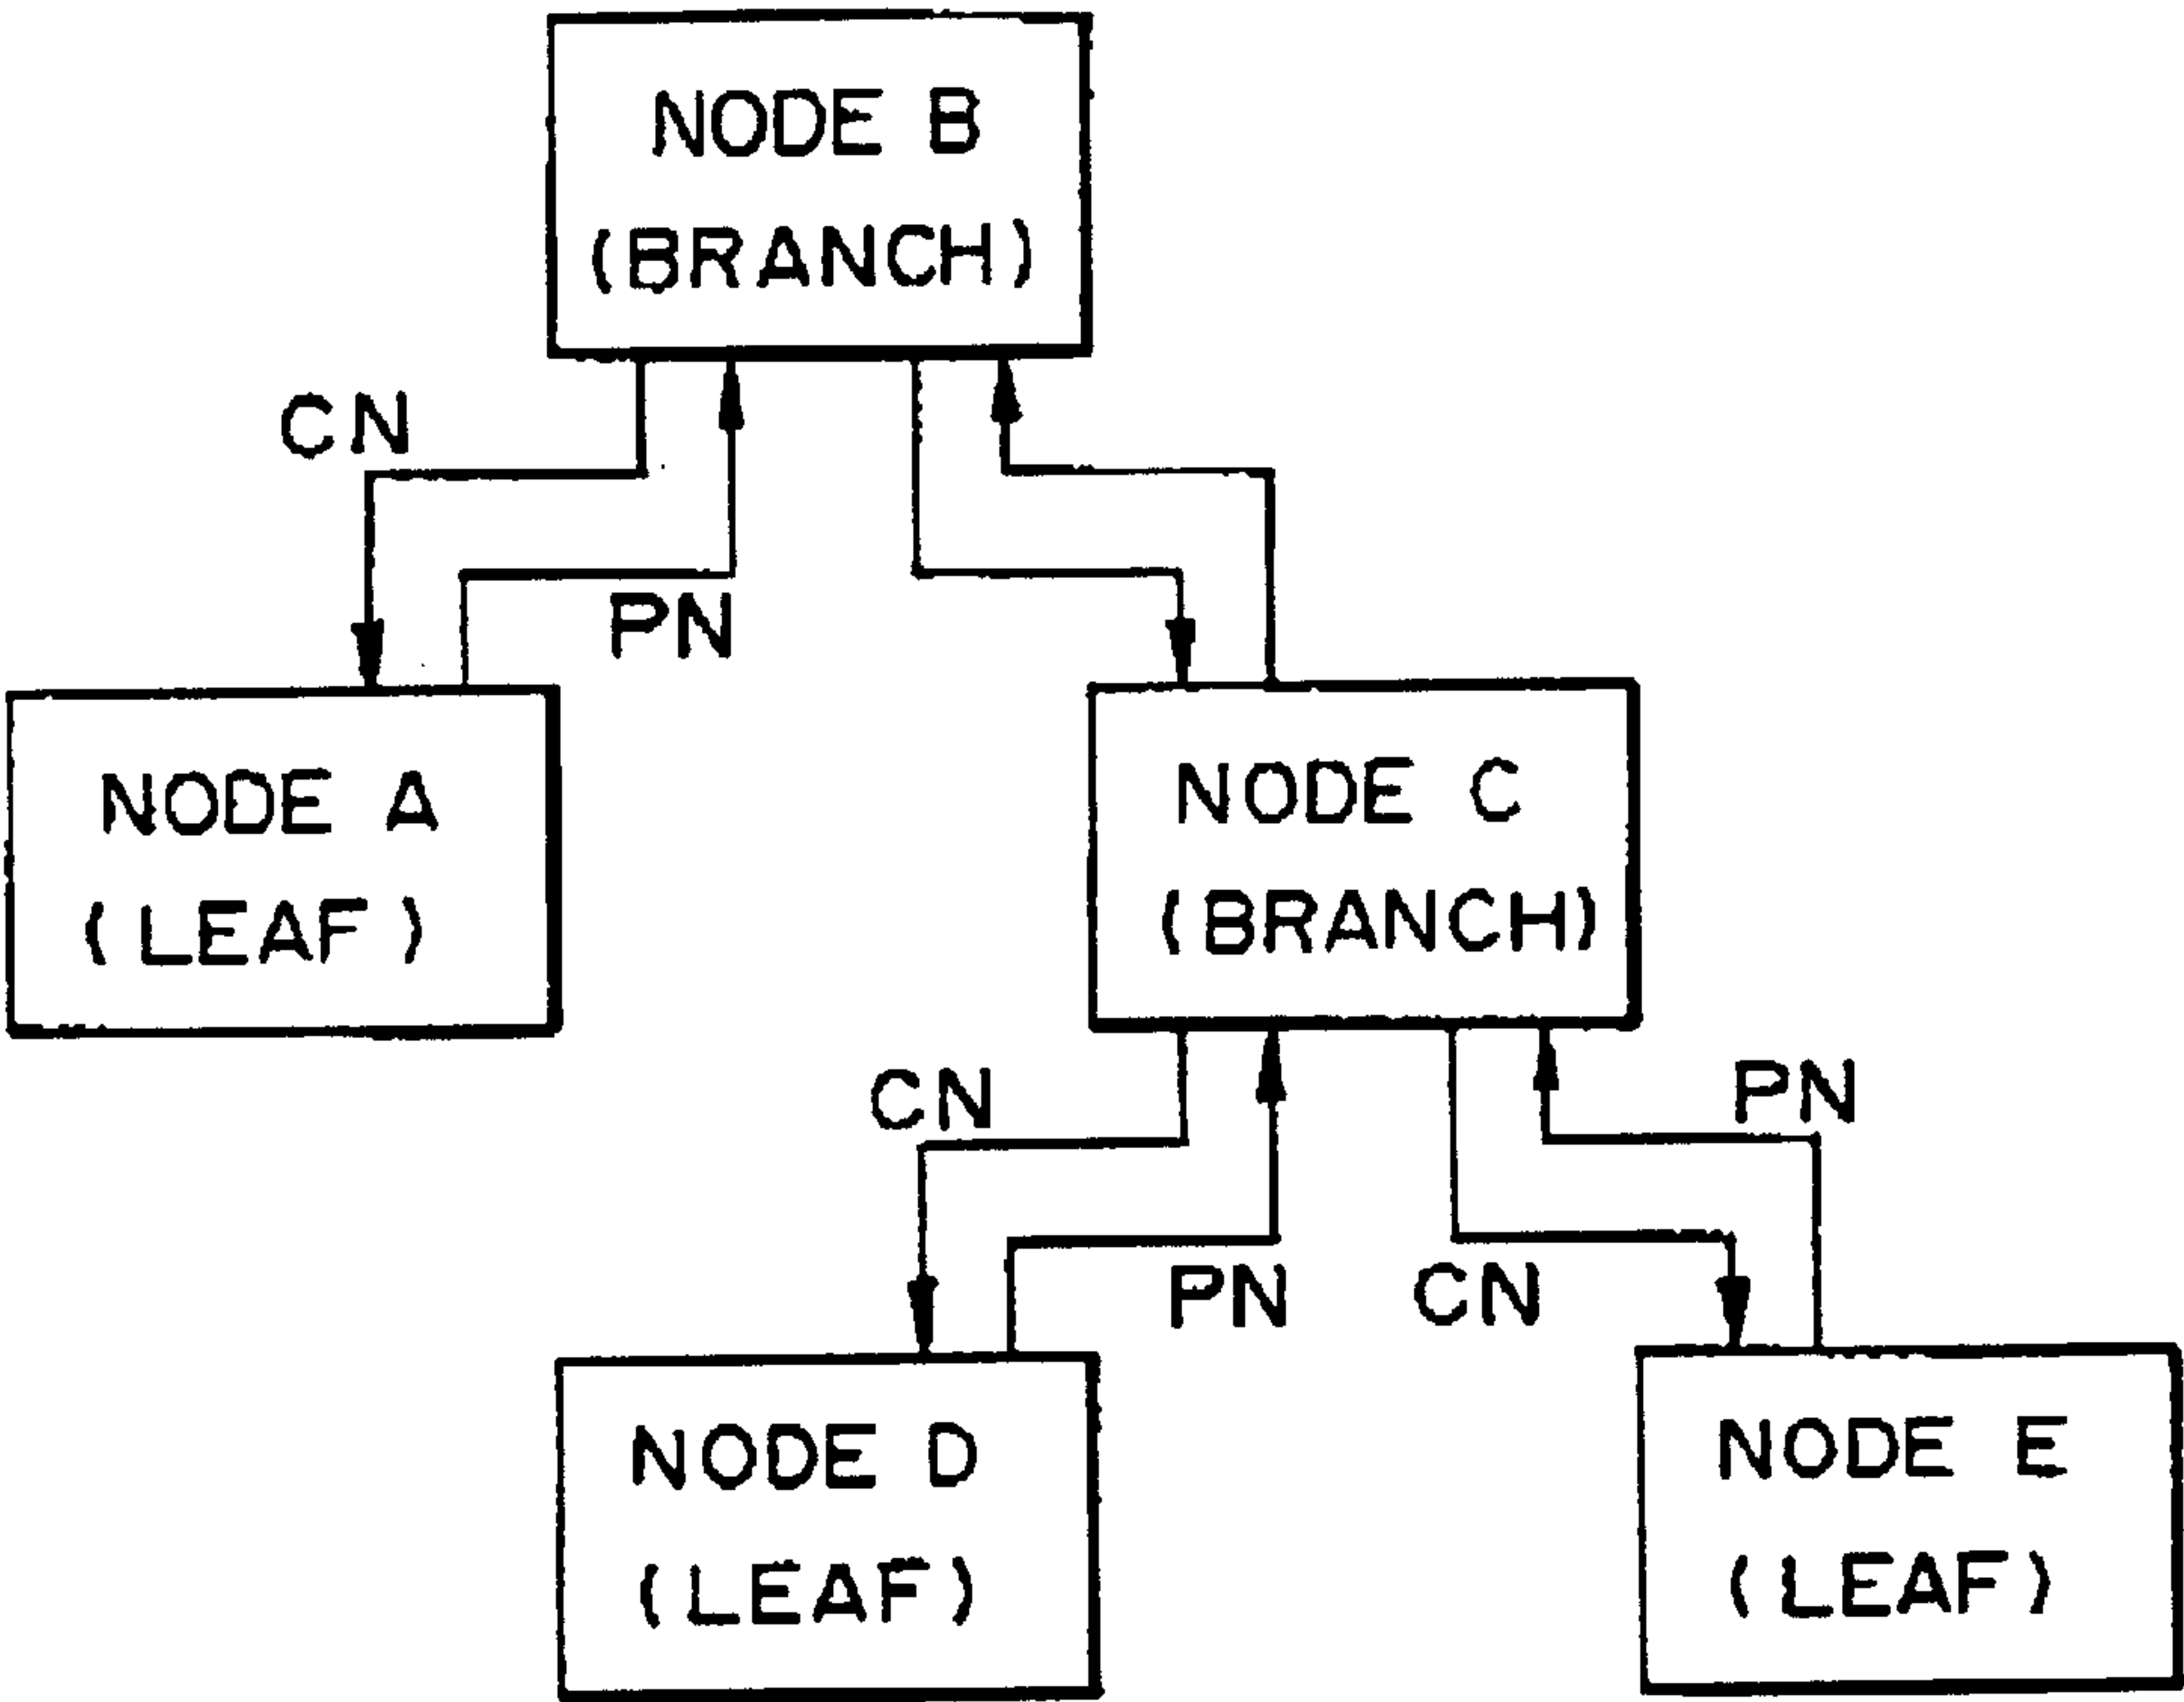 NODE B
(BRANCH)
CN
PN
NODE A
(LEAF)
NODE C
(BRANCH)
CN
PN
PN
CN
NODE D
(LEAF)
NODE E
(LEAF)